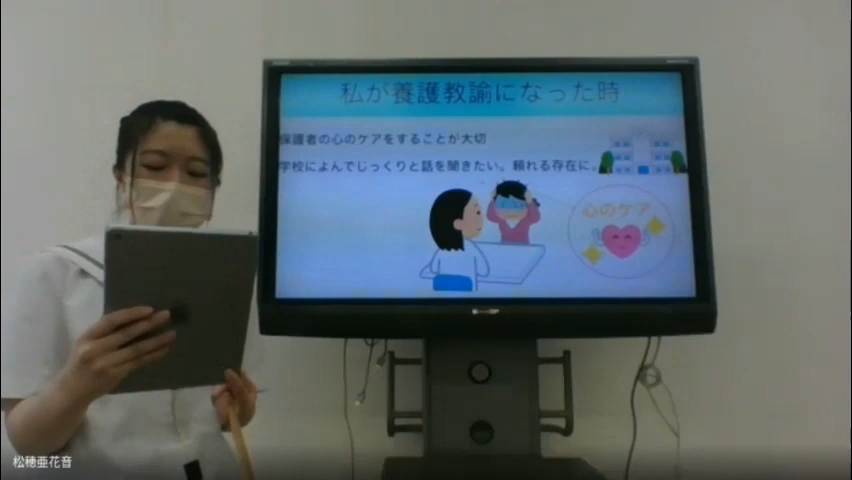 私が養護教諭になった時
保護者の心のケアをすることが大切
学校によんでじっくりと話を聞きたい。頼れる存在に。
心のケア
松穂亜花音